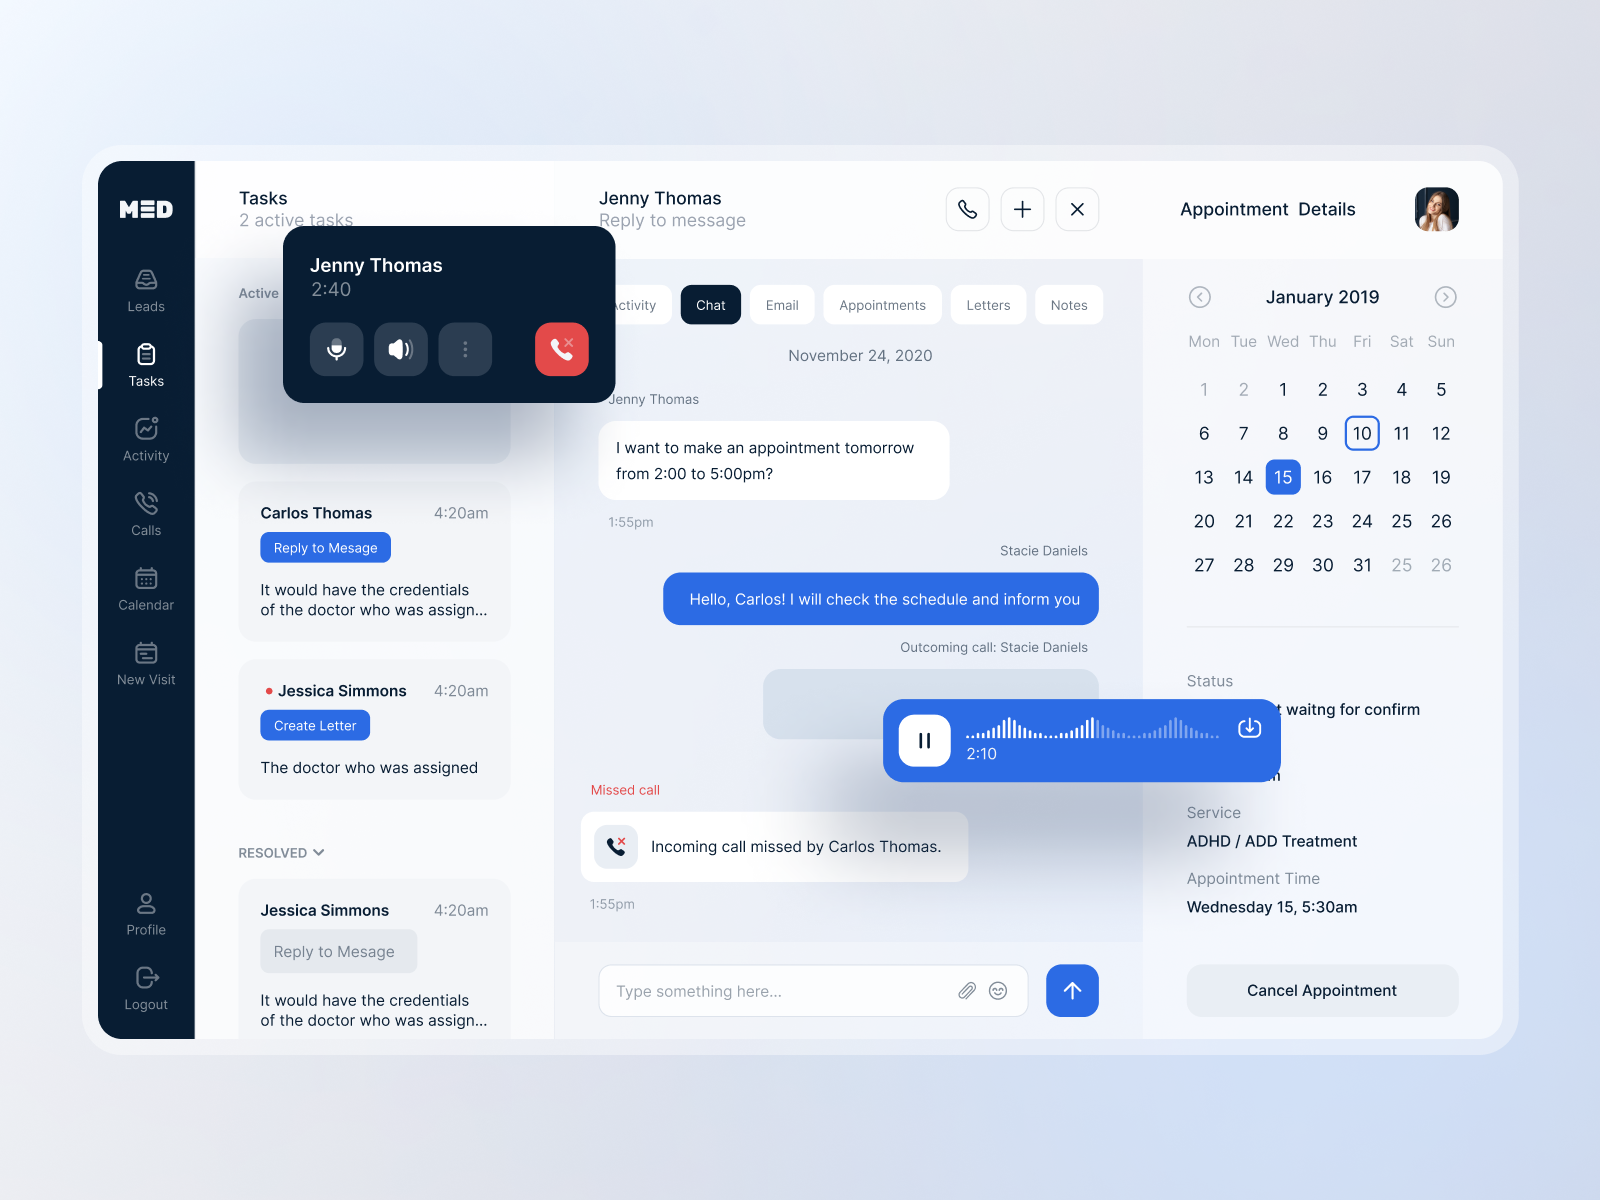 MED
Leads
Tasks
Activity
Calls
Calendar
New Visit
Profile
Logout
Tasks
2 active tasks
Active
Jenny Thomas
2:40
Carlos Thomas
4:20am
Reply to Mesage
It would have the credentials
of the doctor who was assign...
Jessica Simmons
4:20am
Create Letter
The doctor who was assigned
RESOLVED
Jessica Simmons
4:20am
Reply to Mesage
It would have the credentials
of the doctor who was assign...
Jenny Thomas
Reply to message
ctivity
Chat
Email
Appointments
Letters
Notes
November 24, 2020
Jenny Thomas
I want to make an appointment tomorrow
from 2:00 to 5:00pm?
1:55pm
Stacie Daniels
Hello, Carlos! I will check the schedule and inform you
Outcoming call: Stacie Daniels
2:10
Missed call
Incoming call missed by Carlos Thomas.
1:55pm
Type something here...
Appointment Details
January 2019
Mon Tue Wed Thu Fri Sat Sun
1 2 1 2 3 4 5
6 7 8 9 10 11 12
13 14 15 16 17 18 19
20 21 22 23 24 25 26
27 28 29 30 31 25 26
Status
t waitng for confirm
Service
ADHD / ADD Treatment
Appointment Time
Wednesday 15, 5:30am
Cancel Appointment